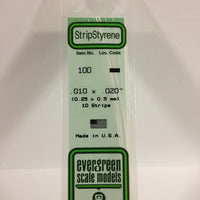 StripStyrene
Item No. Loc. Code
100
.010 x .020"
(0.25 x 0.5 mm)
10 Strips
Made in U.S.A.
evergreen
scale models